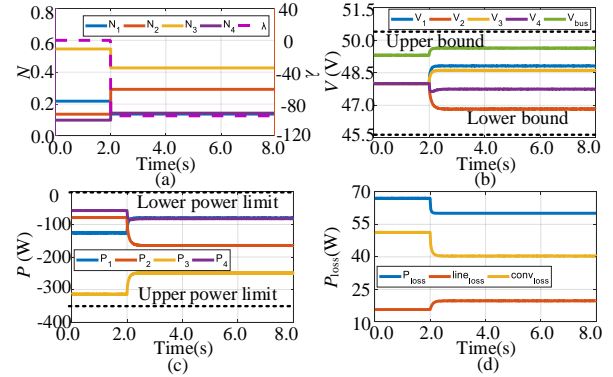 N1 N2 N3 N4 λ
0.8
0.6
0.4
0.2
0.0
N
40
0
-40
-80
-120
λ
0.0 2.0 4.0 6.0 8.0
Time(s)
(a)
V1 V2 V3 V4 Vbus
51.5
50.0
48.5
47.0
45.5
V (V)
Upper bound
Lower bound
0.0 2.0 4.0 6.0 8.0
Time(s)
(b)
0
-100
-200
-300
-400
P (W)
Lower power limit
P1 P2 P3 P4
Upper power limit
0.0 2.0 4.0 6.0 8.0
Time(s)
(c)
70
55
40
25
10
Ploss(W)
Ploss lineloss convloss
0.0 2.0 4.0 6.0 8.0
Time(s)
(d)